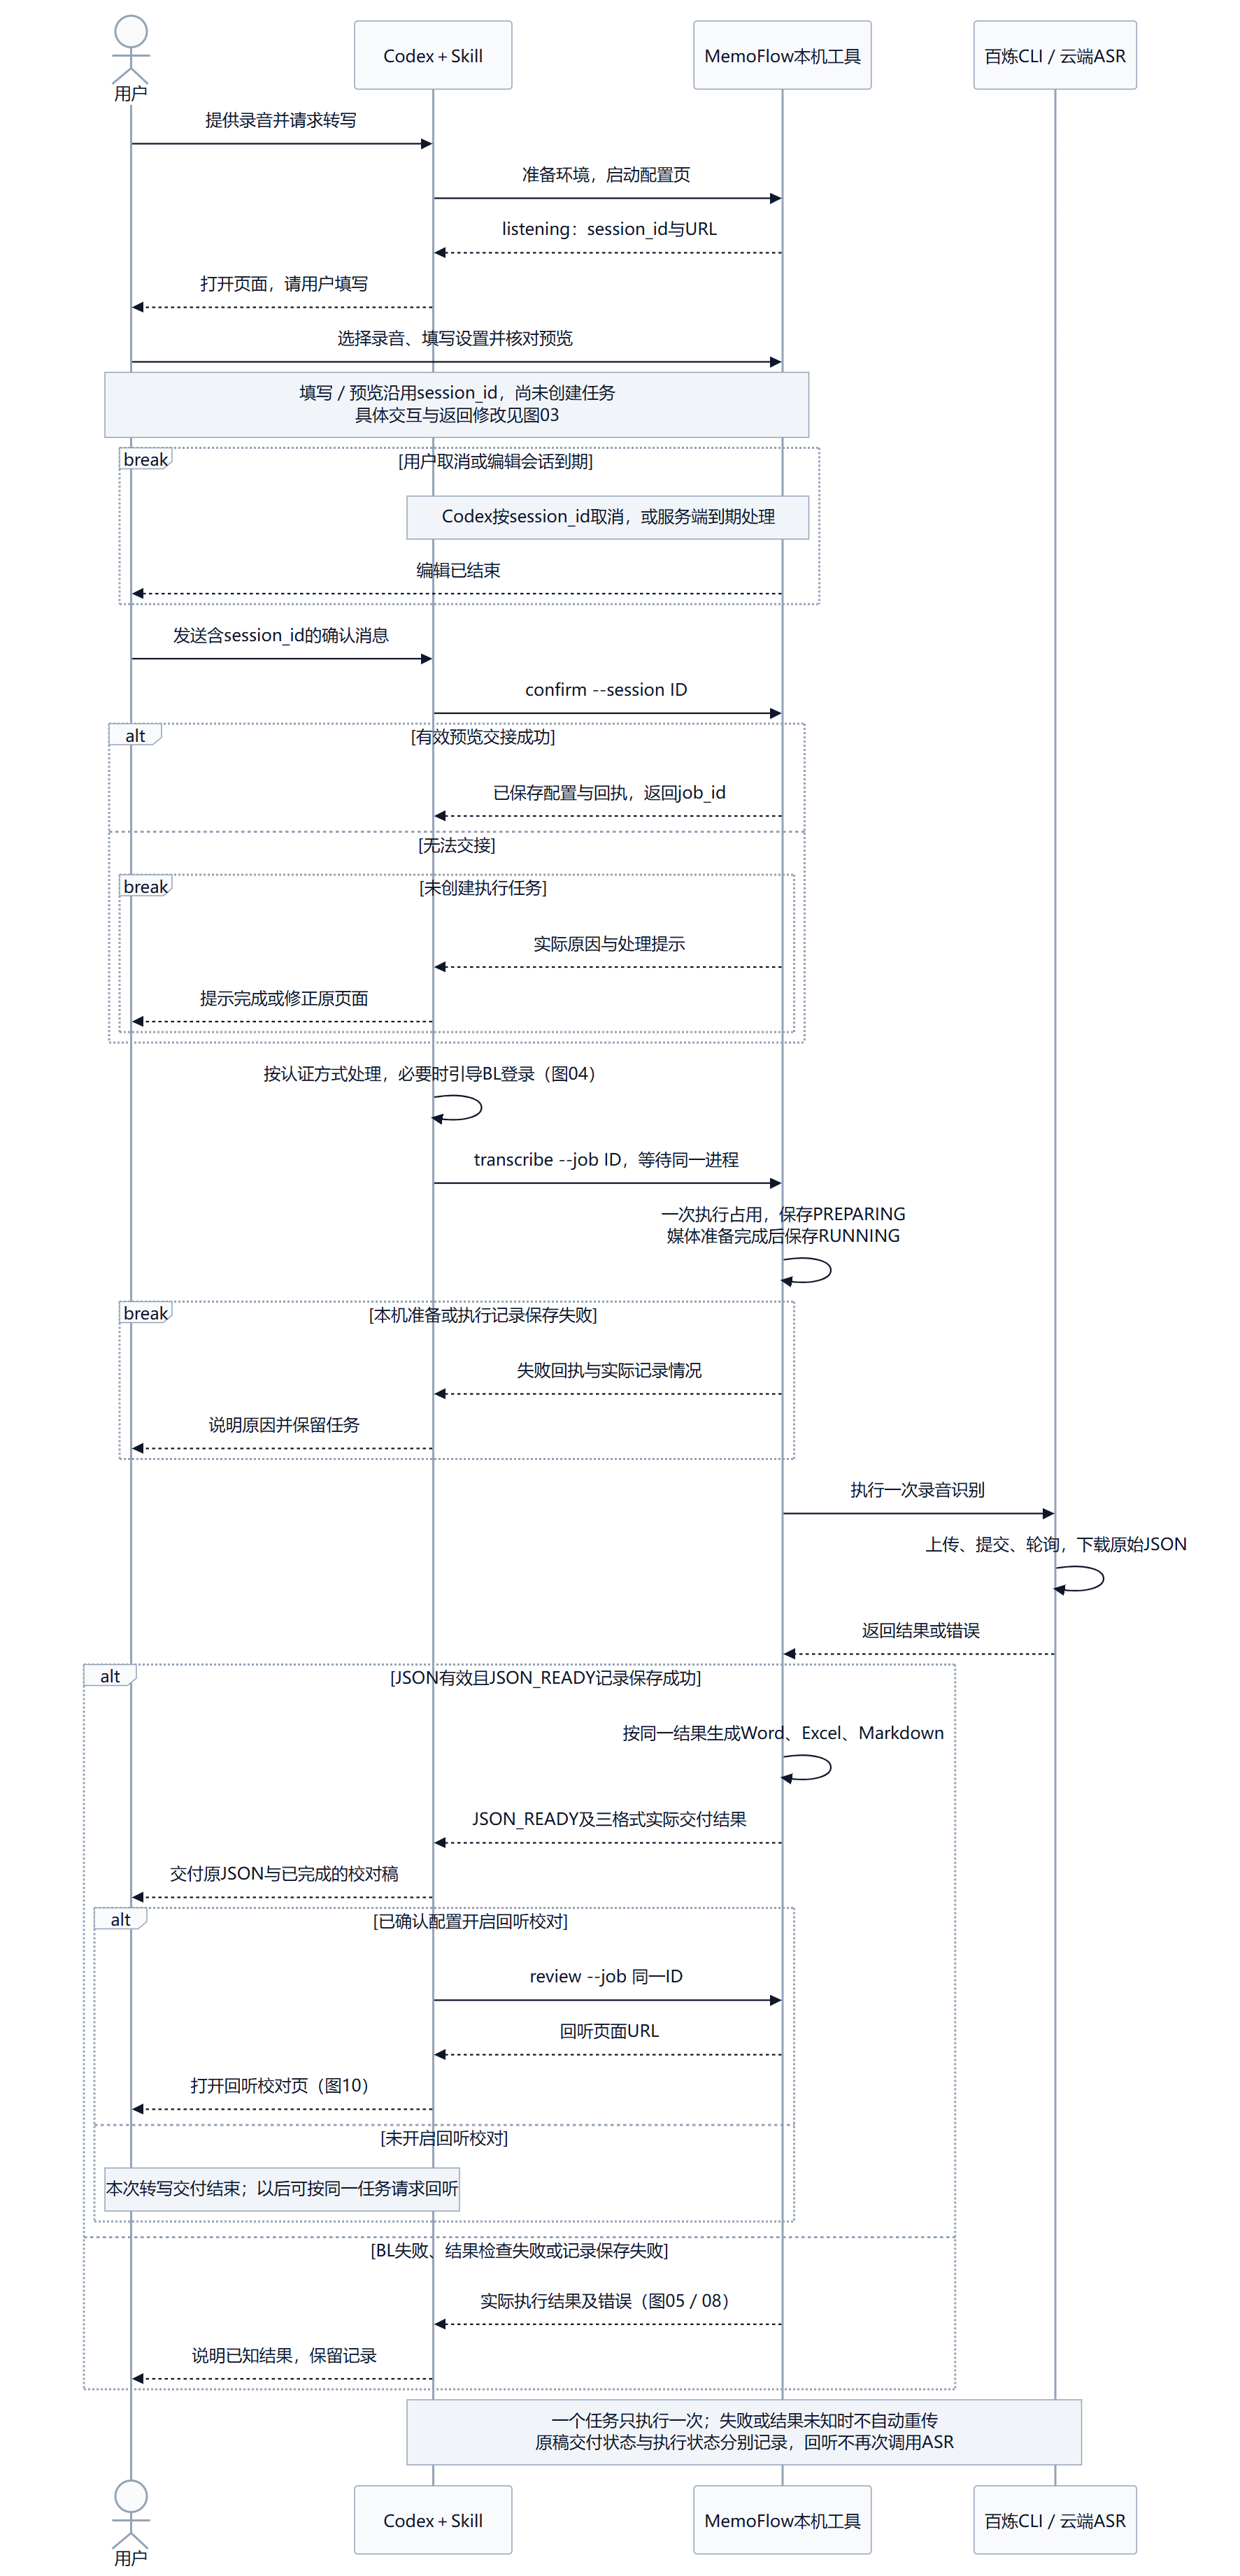 用户
Codex+Skill
MemoFlow本机工具
百炼CLI / 云端ASR
提供录音并请求转写
准备环境，启动配置页
listening：session_id与URL
打开页面，请用户填写
选择录音、填写设置并核对预览
填写 / 预览沿用session_id，尚未创建任务
具体交互与返回修改见图03
break
[用户取消或编辑会话到期]
Codex按session_id取消，或服务端到期处理
编辑已结束
发送含session_id的确认消息
confirm --session ID
alt
[有效预览交接成功]
已保存配置与回执，返回job_id
[无法交接]
break
[未创建执行任务]
实际原因与处理提示
提示完成或修正原页面
按认证方式处理，必要时引导BL登录（图04）
transcribe --job ID，等待同一进程
一次执行占用，保存PREPARING
媒体准备完成后保存RUNNING
break
[本机准备或执行记录保存失败]
失败回执与实际记录情况
说明原因并保留任务
执行一次录音识别
上传、提交、轮询，下载原始JSON
返回结果或错误
alt
[JSON有效且JSON_READY记录保存成功]
按同一结果生成Word、Excel、Markdown
JSON_READY及三格式实际交付结果
交付原JSON与已完成的校对稿
alt
[已确认配置开启回听校对]
review --job 同一ID
回听页面URL
打开回听校对页（图10）
[未开启回听校对]
本次转写交付结束；以后可按同一任务请求回听
[BL失败、结果检查失败或记录保存失败]
实际执行结果及错误（图05 / 08）
说明已知结果，保留记录
一个任务只执行一次；失败或结果未知时不自动重传
原稿交付状态与执行状态分别记录，回听不再次调用ASR
用户
Codex+Skill
MemoFlow本机工具
百炼CLI / 云端ASR